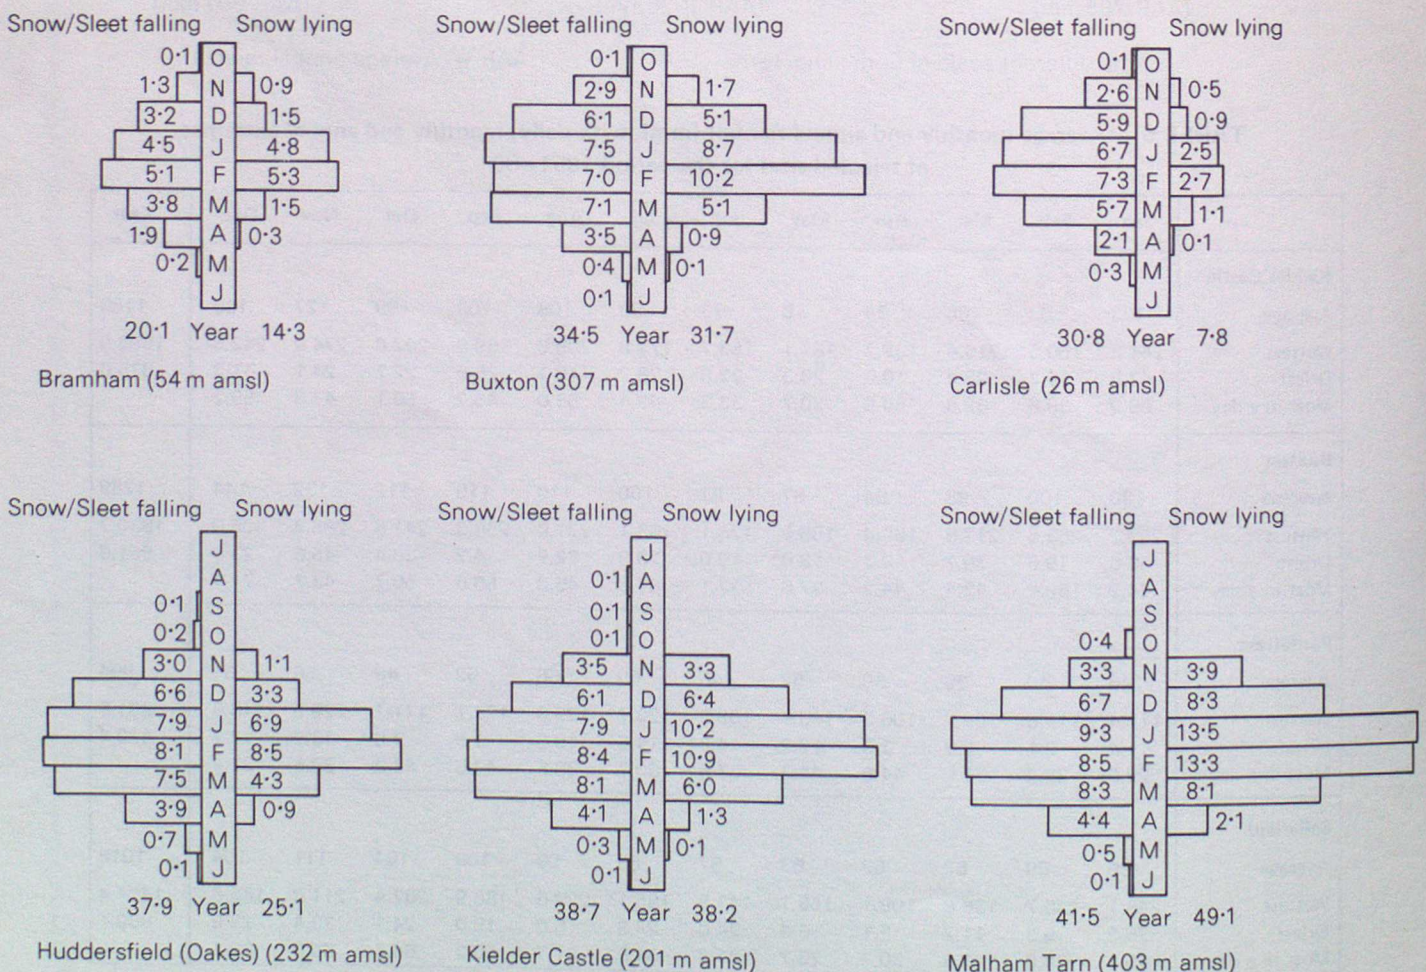 Snow/Sleet falling Snow lying
0·1 O
1·3 N 0·9
3·2 D 1·5
4·5 J 4·8
5·1 F 5·3
3·8 M 1·5
1·9 A 0·3
0·2 M
J
20·1 Year 14·3
Bramham (54 m amsl)
Snow/Sleet falling Snow lying
0·1 O
2·9 N 1·7
6·1 D 5·1
7·5 J 8·7
7·0 F 10·2
7·1 M 5·1
3·5 A 0·9
0·4 M 0·1
0·1 J
34·5 Year 31·7
Buxton (307 m amsl)
Snow/Sleet falling Snow lying
0·1 O
2·6 N 0·5
5·9 D 0·9
6·7 J 2·5
7·3 F 2·7
5·7 M 1·1
2·1 A 0·1
0·3 M
J
30·8 Year 7·8
Carlisle (26 m amsl)
Snow/Sleet falling Snow lying
J
A
0·1 S
0·2 O
3·0 N 1·1
6·6 D 3·3
7·9 J 6·9
8·1 F 8·5
7·5 M 4·3
3·9 A 0·9
0·7 M
0·1 J
37·9 Year 25·1
Huddersfield (Oakes) (232 m amsl)
Snow/Sleet falling Snow lying
J
0·1 A
0·1 S
0·1 O
3·5 N 3·3
6·1 D 6·4
7·9 J 10·2
8·4 F 10·9
8·1 M 6·0
4·1 A 1·3
0·3 M 0·1
0·1 J
38·7 Year 38·2
Kielder Castle (201 m amsl)
Snow/Sleet falling Snow lying
J
A
S
0·4 O
3·3 N 3·9
6·7 D 8·3
9·3 J 13·5
8·5 F 13·3
8·3 M 8·1
4·4 A 2·1
0·5 M
0·1 J
41·5 Year 49·1
Malham Tarn (403 m amsl)